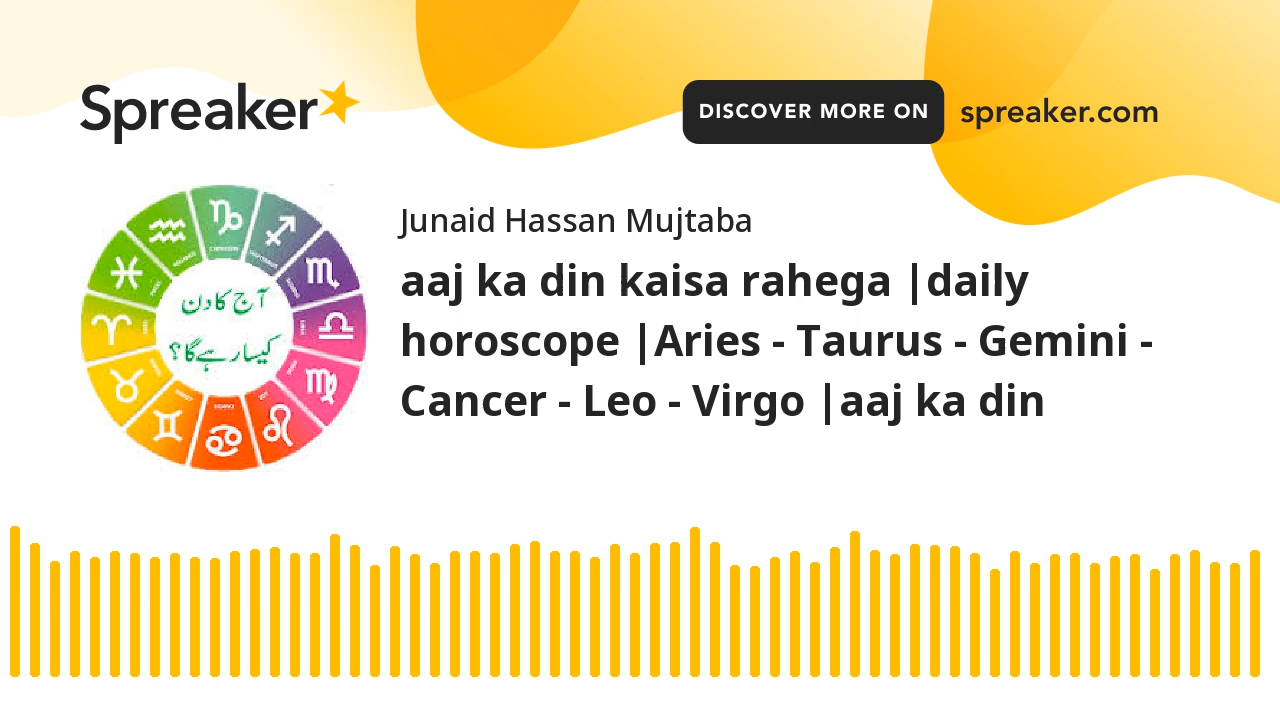 Spreaker
DISCOVER MORE ON
spreaker.com
Junaid Hassan Mujtaba
aaj ka din kaisa rahega |daily
horoscope |Aries - Taurus - Gemini -
Cancer - Leo - Virgo |aaj ka din
آج کا دن
کیسا رہے گا؟
CAPRICORN